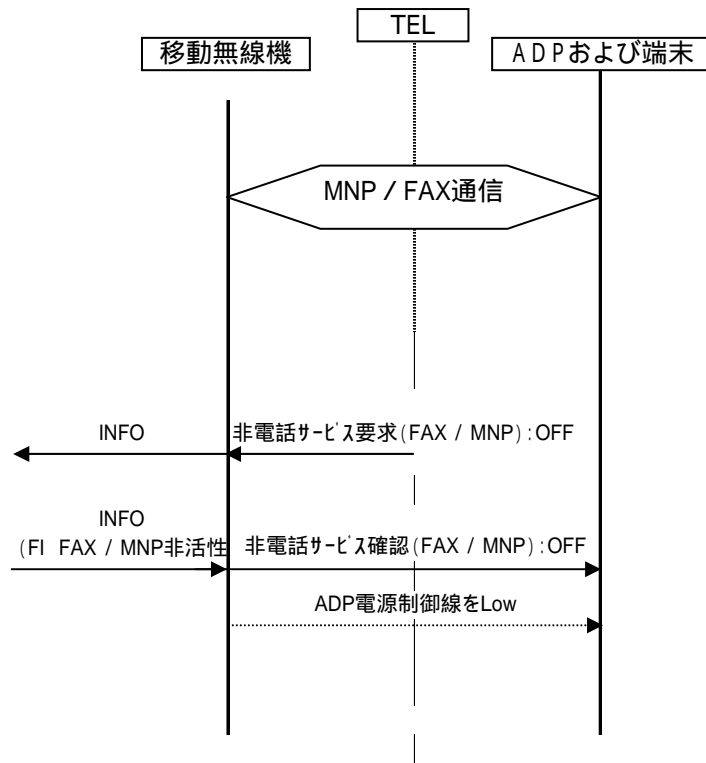 TEL
移動無線機
ADPおよび端末
MNP / FAX通信
INFO
非電話ｻｰﾋﾞｽ要求(FAX / MNP):OFF
INFO
(FI FAX / MNP非活性
非電話ｻｰﾋﾞｽ確認(FAX / MNP):OFF
ADP電源制御線をLow